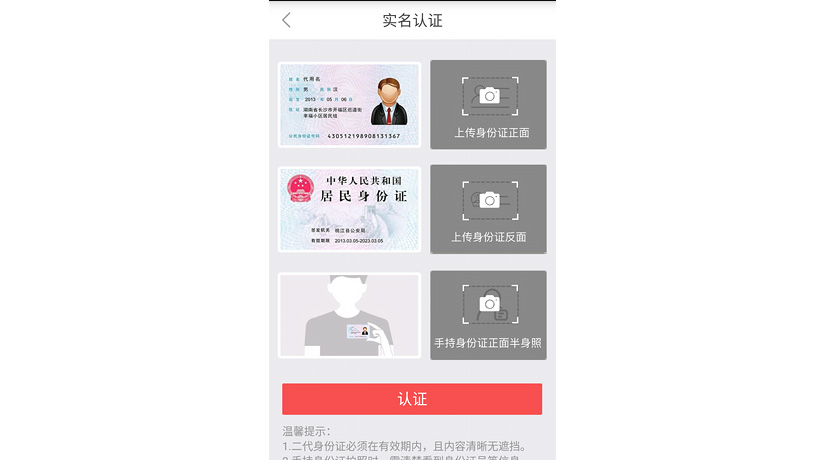 实名认证
姓 名 代用名
性 别 男 民 族 汉
出 生 2013 年 05 月 06 日
住 址 湖南省长沙市开福区迎道街
幸福小区居民组
公民身份证号码 430512198908131367
上传身份证正面
中华人民共和国
居民身份证
签发机关 桃江县公安局
有效期限 2013.03.05-2023.03.05
上传身份证反面
手持身份证正面半身照
认证
温馨提示：
1.二代身份证必须在有效期内，且内容清晰无遮挡。